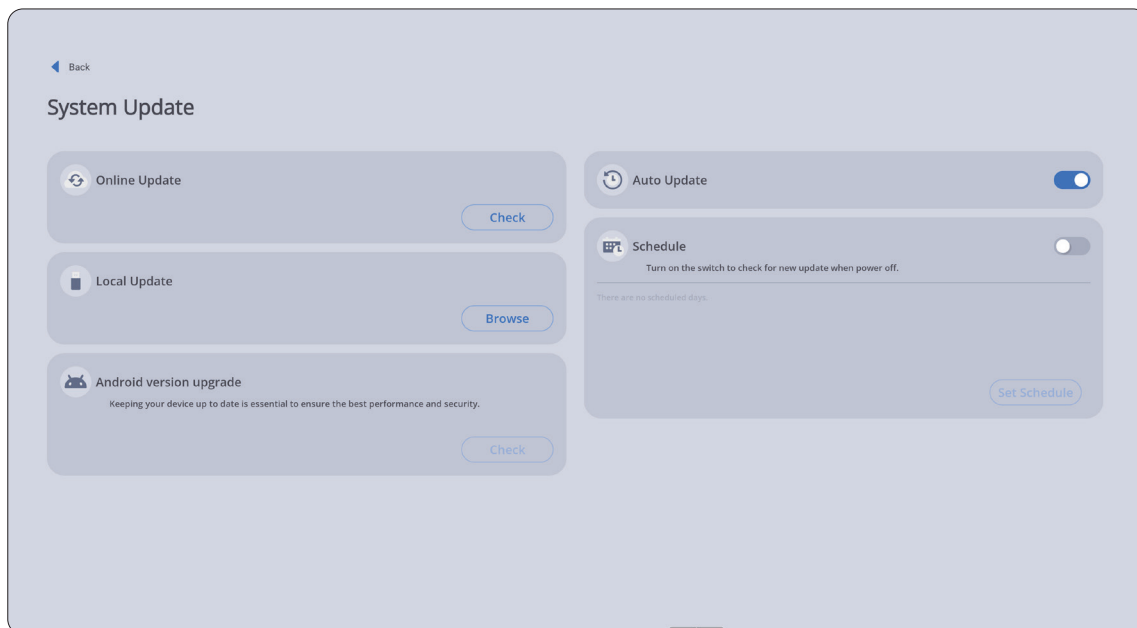 Back
System Update
Online Update
Check
Local Update
Browse
Android version upgrade
Keeping your device up to date is essential to ensure the best performance and security.
Check
Auto Update
Schedule
Turn on the switch to check for new update when power off.
There are no scheduled days.
Set Schedule